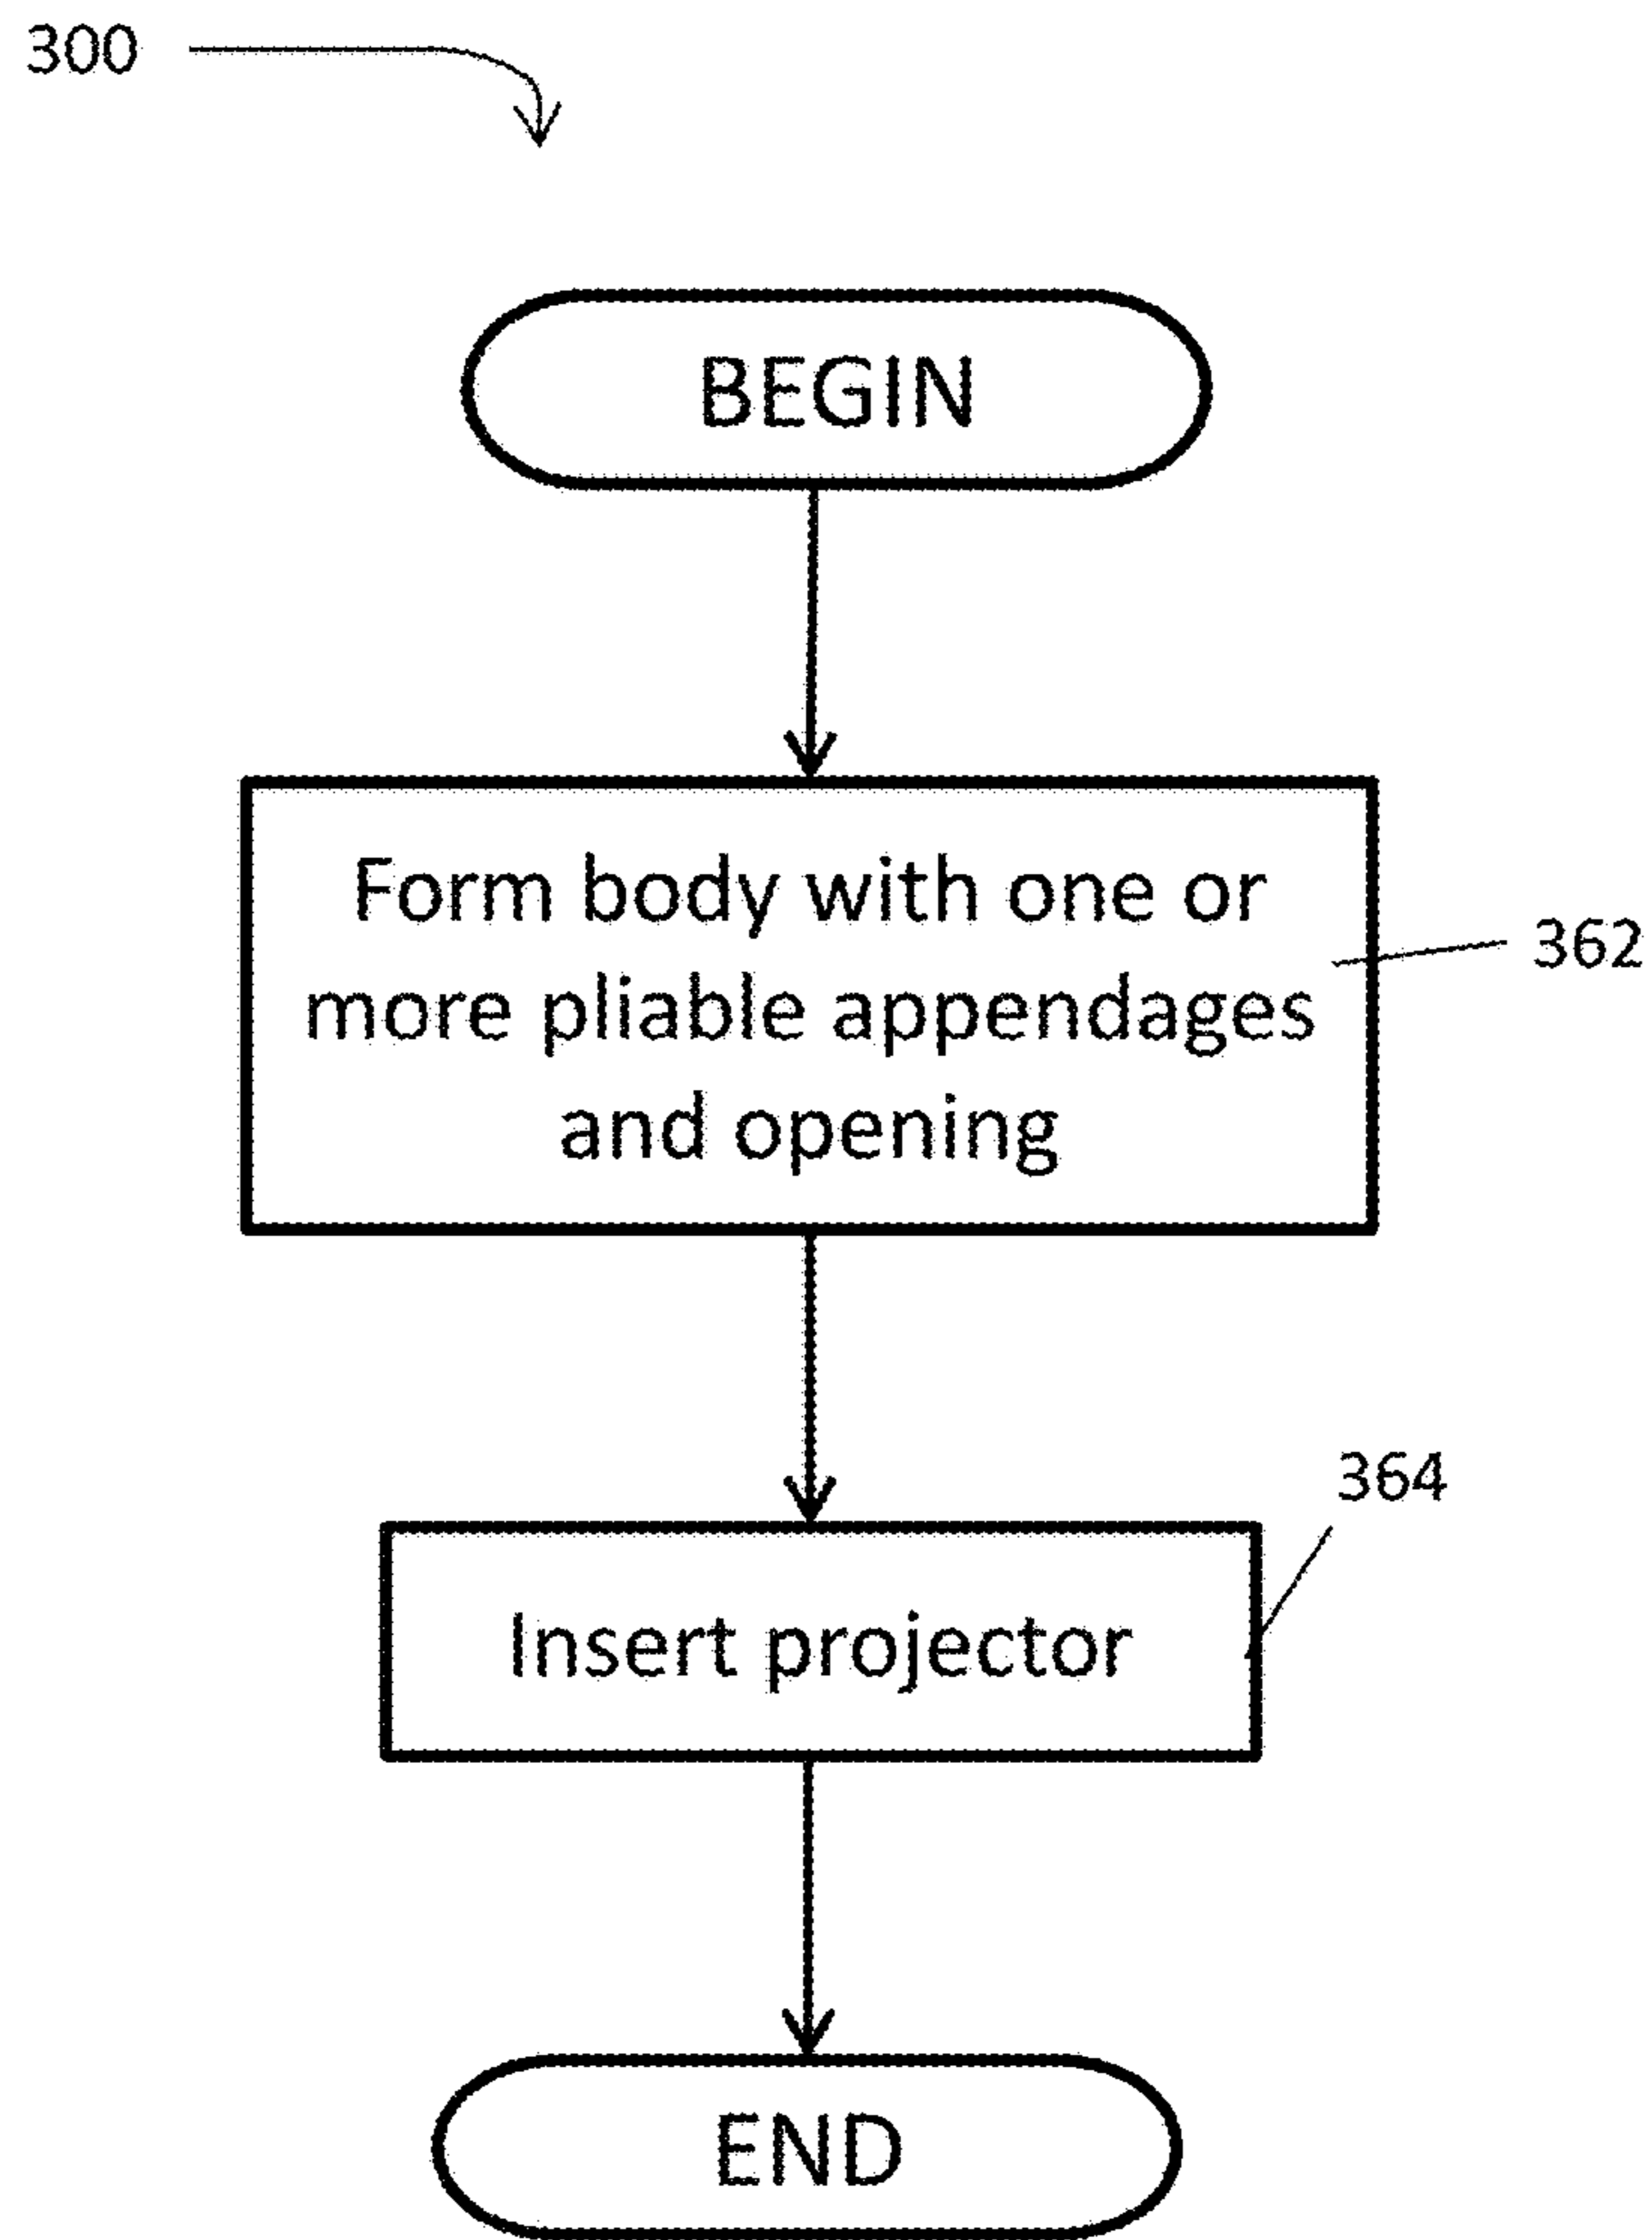 300
BEGIN
Form body with one or
more pliable appendages
and opening
362
364
Insert projector
END